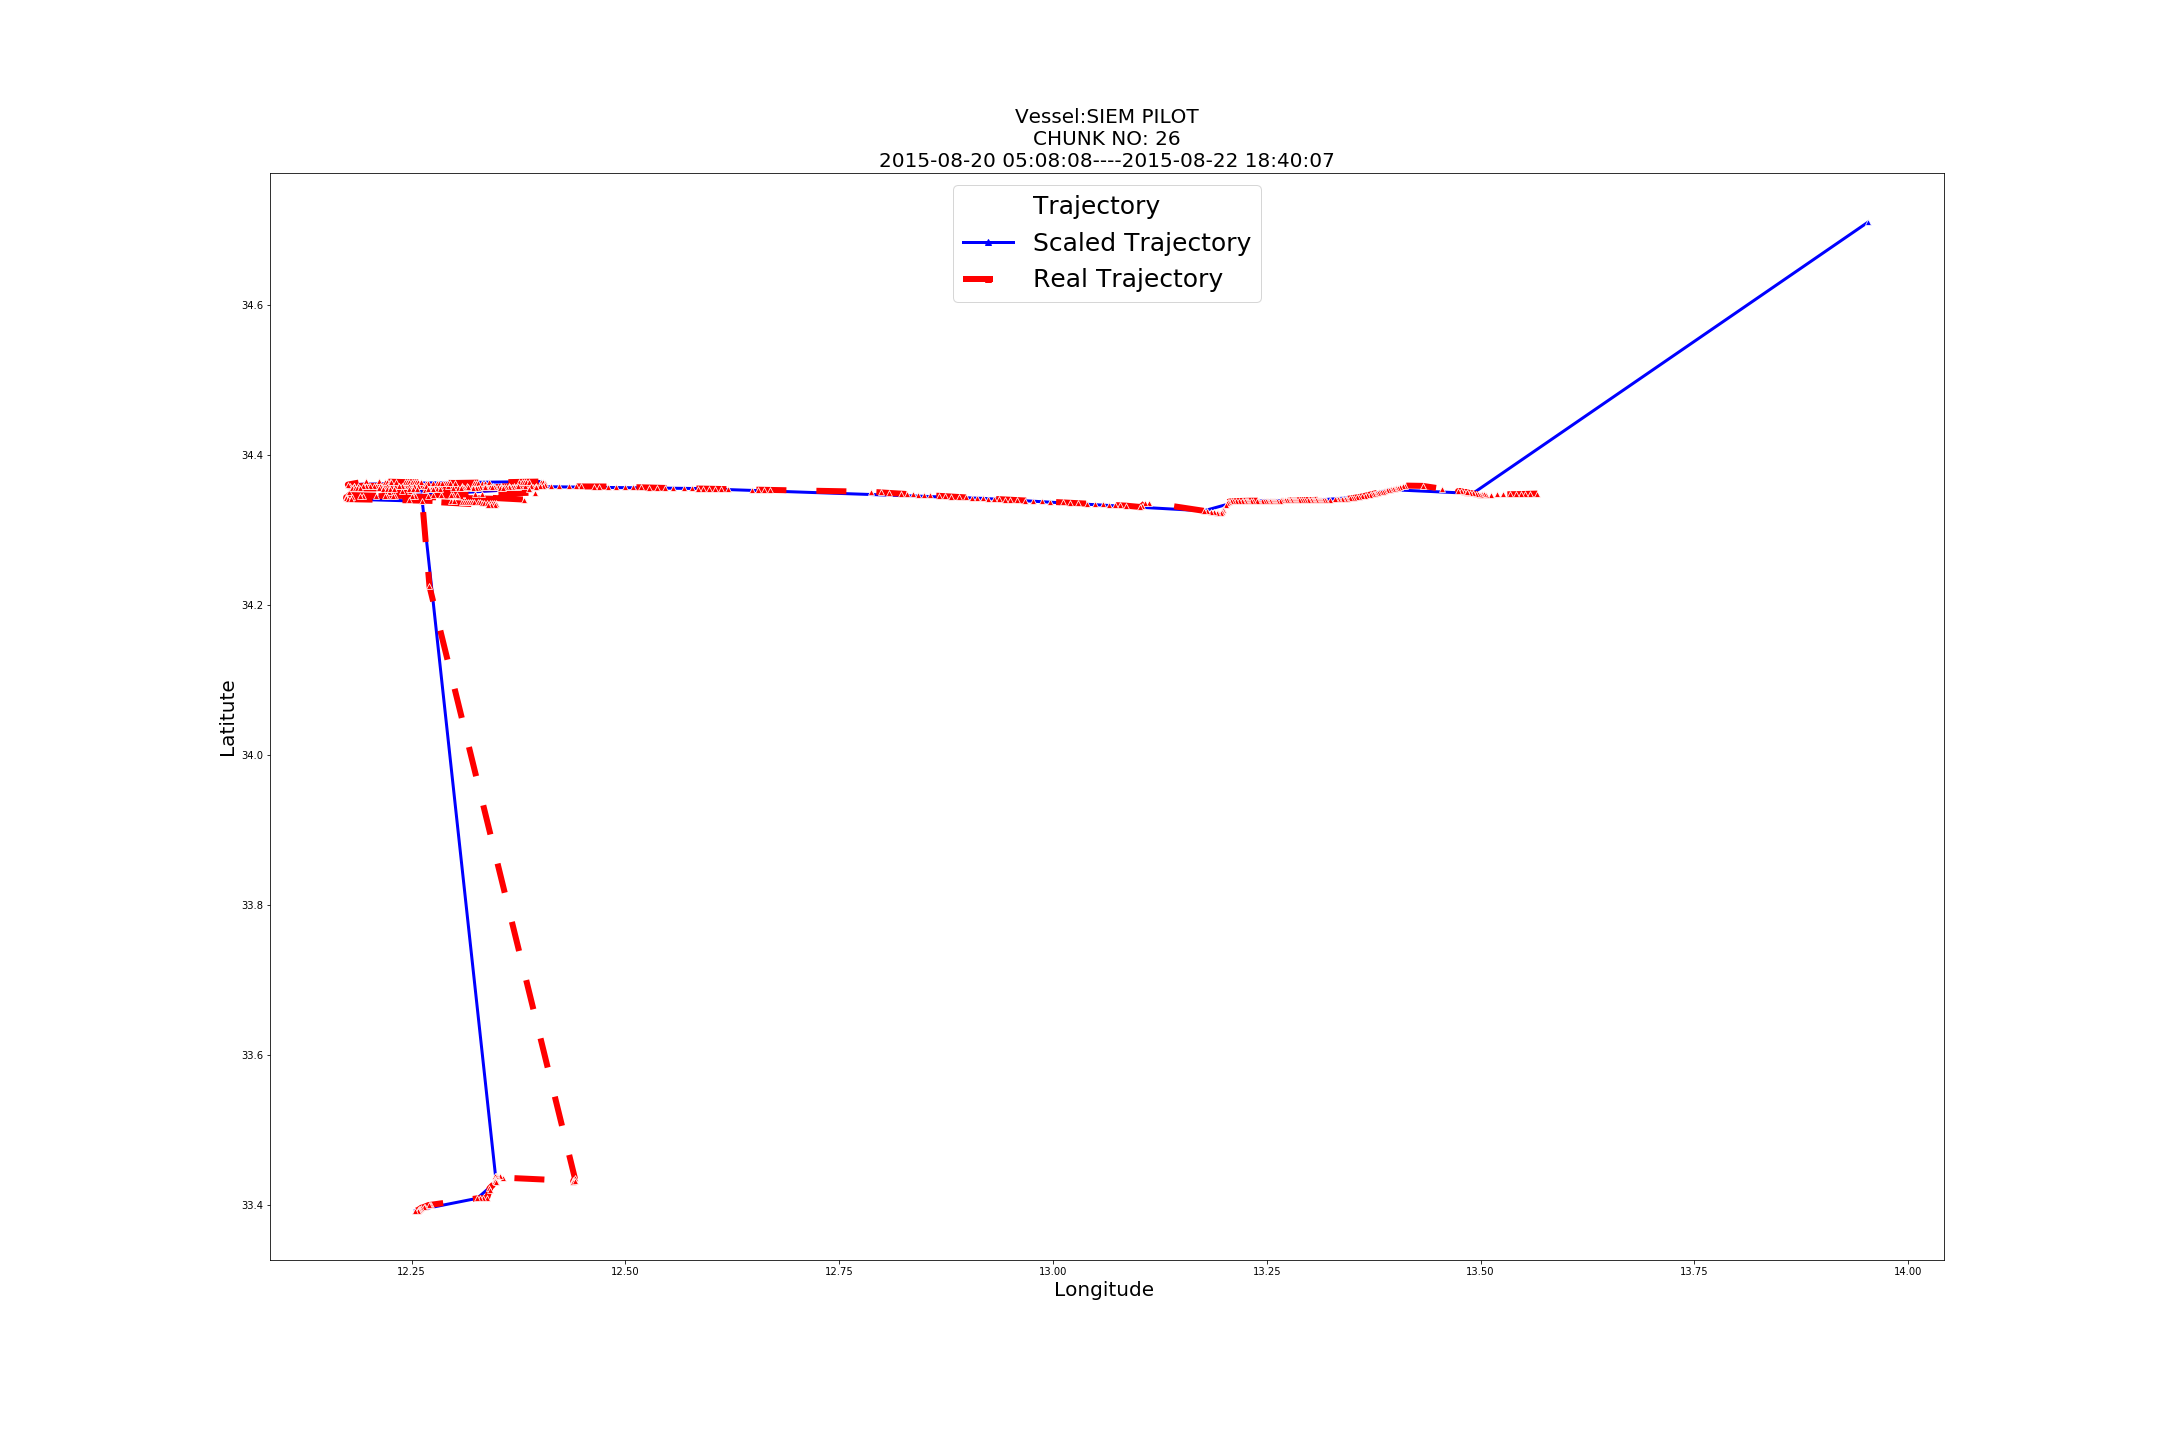 Vessel:SIEM PILOT
CHUNK NO: 26
2015-08-20 05:08:08----2015-08-22 18:40:07
Trajectory
Scaled Trajectory
Real Trajectory
34.6
34.4
34.2
34.0
33.8
33.6
33.4
Latitute
12.25 12.50 12.75 13.00 13.25 13.50 13.75 14.00
Longitude